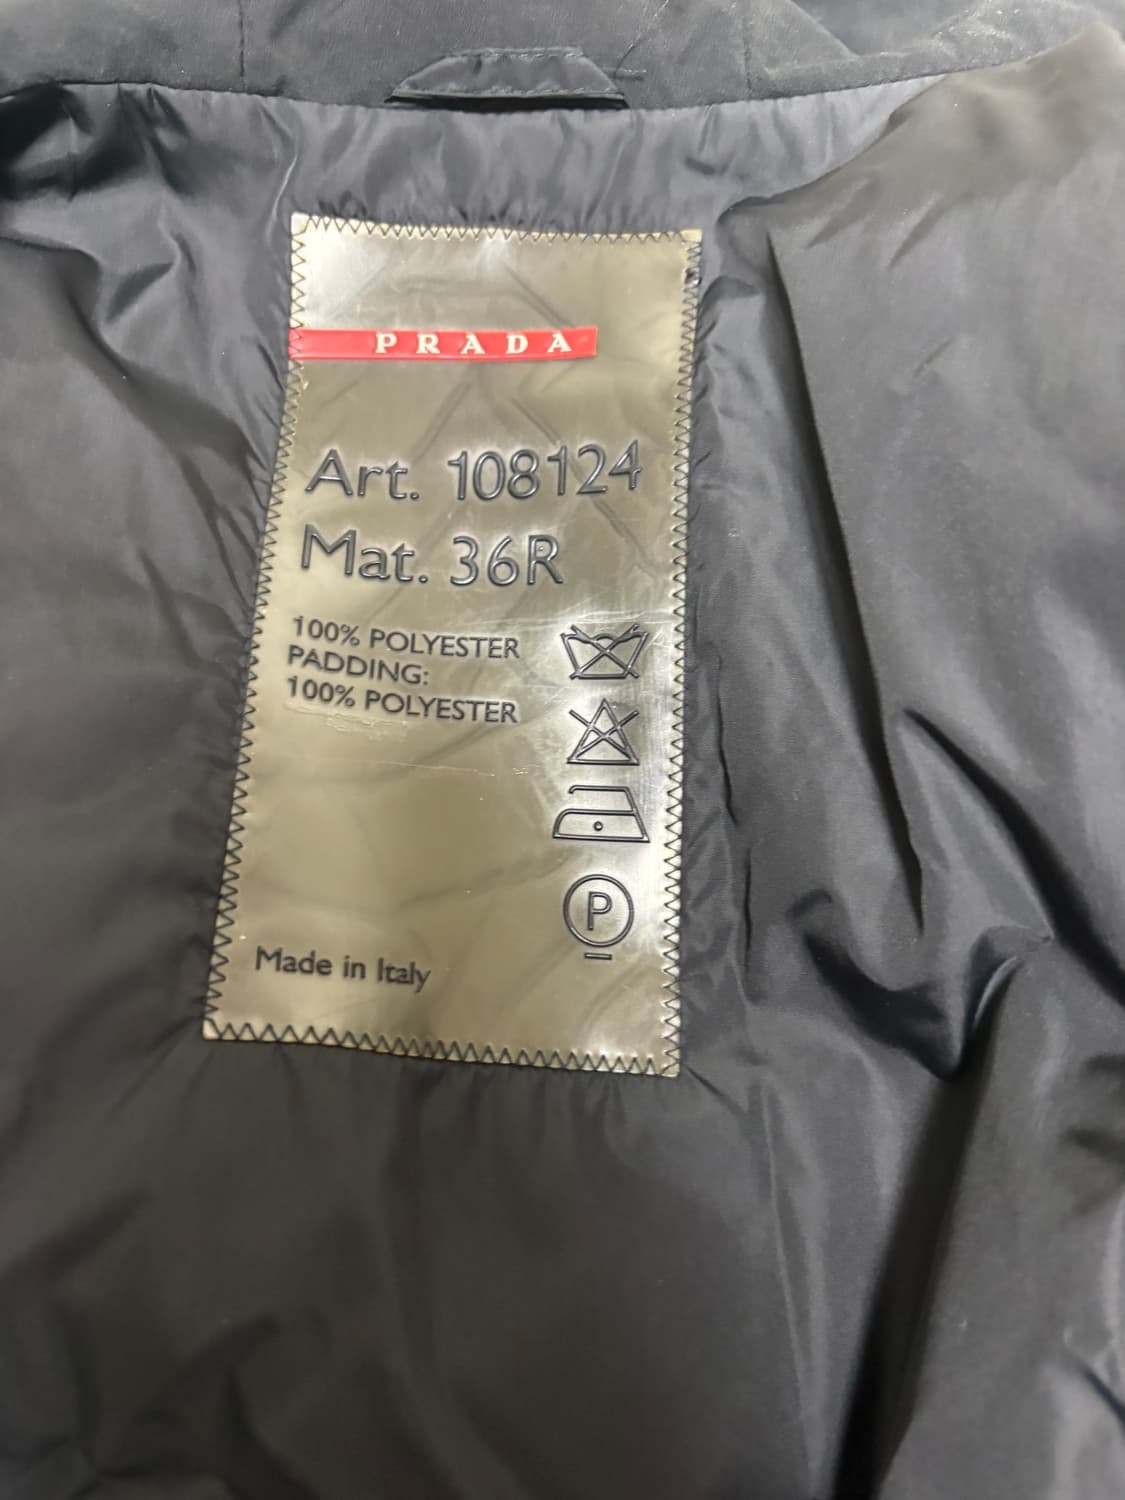 PRADA
Art. 108124
Mat. 36R
100% POLYESTER
PADDING:
100% POLYESTER
P
Made in Italy